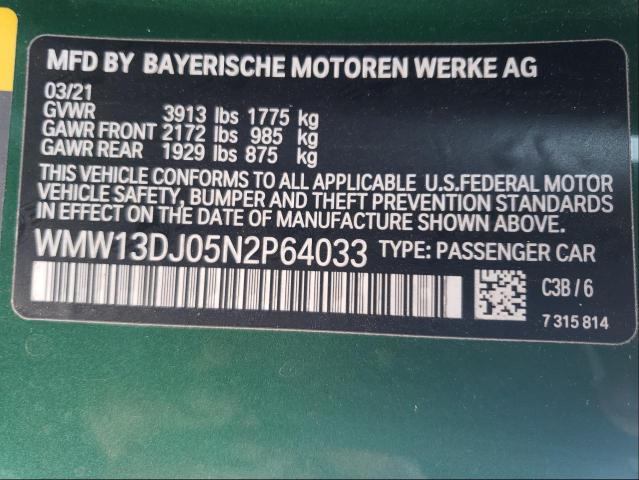 MFD BY BAYERISCHE MOTOREN WERKE AG
03/21
GVWR 3913 lbs 1775 kg
GAWR FRONT 2172 lbs 985 kg
GAWR REAR 1929 lbs 875 kg
THIS VEHICLE CONFORMS TO ALL APPLICABLE U.S.FEDERAL MOTOR
VEHICLE SAFETY, BUMPER AND THEFT PREVENTION STANDARDS
IN EFFECT ON THE DATE OF MANUFACTURE SHOWN ABOVE.
WMW13DJ05N2P64033 TYPE: PASSENGER CAR
C3B / 6
7 315 814